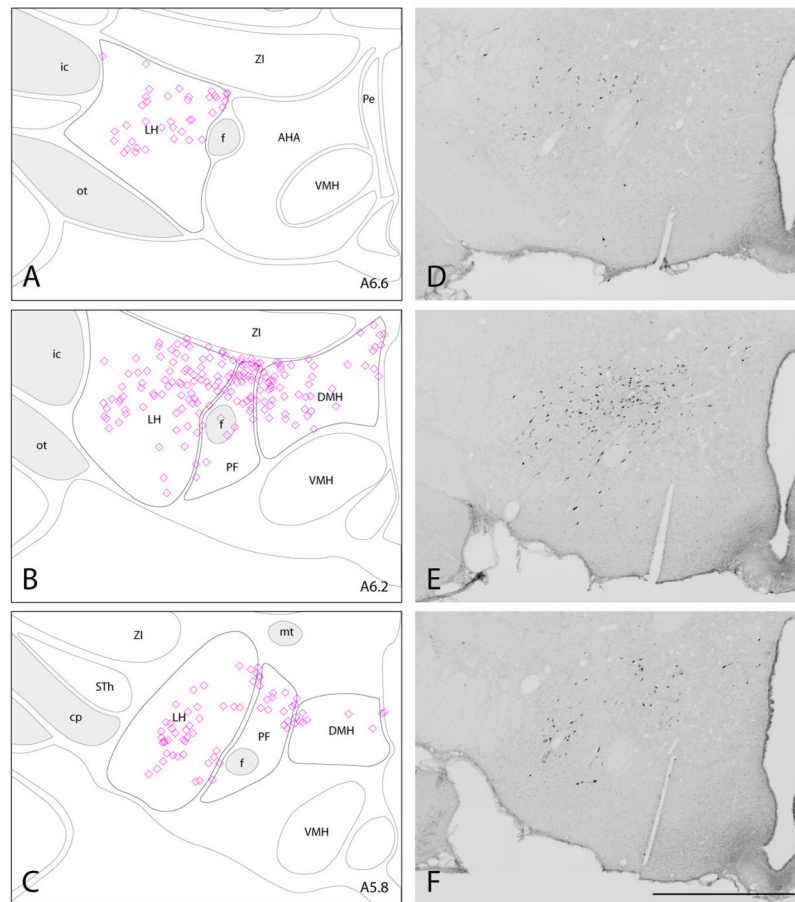 ic
ZI
Pe
LH
f
AHA
ot
VMH
A
A6.6
D
ZI
ic
DMH
LH
f
ot
PF
VMH
B
A6.2
E
mt
ZI
STh
LH
cp
PF
DMH
f
VMH
C
A5.8
F